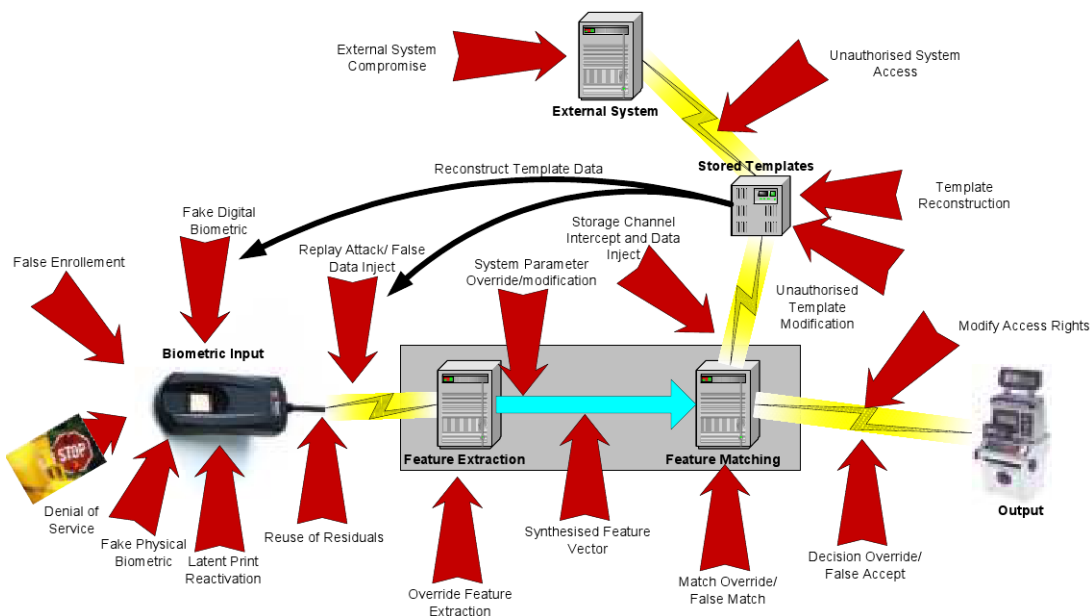 External System
Compromise
Unauthorised System
Access
External System
Stored Templates
Reconstruct Template Data
Template
Reconstruction
Fake Digital
Biometric
Storage Channel
Intercept and Data
Inject
Replay Attack/ False
Data Inject
System Parameter
Override/modification
False Enrollement
Unauthorised
Template
Modification
Modify Access Rights
Biometric Input
STOP
Feature Extraction
Feature Matching
Denial of
Service
Output
Fake Physical
Biometric
Latent Print
Reactivation
Reuse of Residuals
Synthesised Feature
Vector
Override Feature
Extraction
Match Override/
False Match
Decision Override/
False Accept